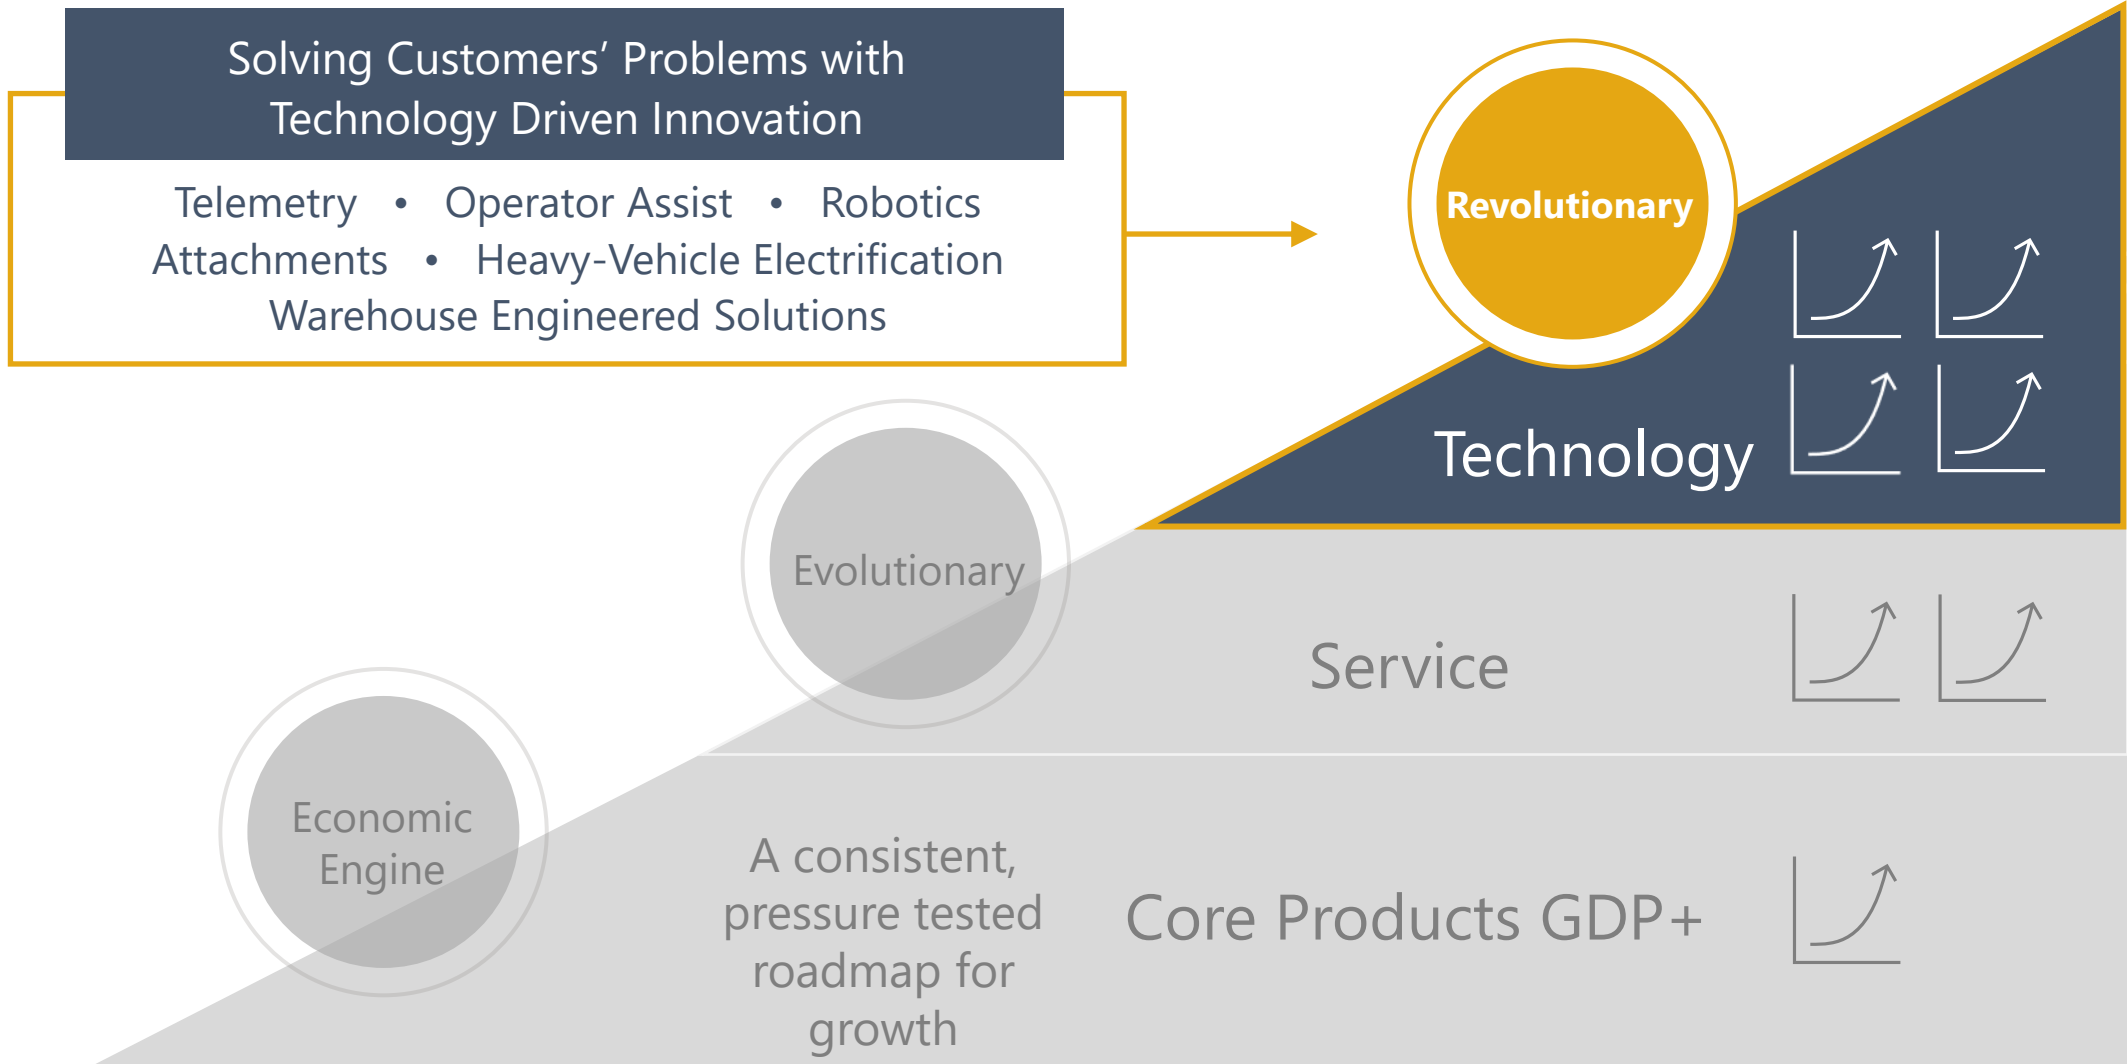 Solving Customers’ Problems with
Technology Driven Innovation
Telemetry • Operator Assist • Robotics
Attachments • Heavy-Vehicle Electrification
Warehouse Engineered Solutions
Revolutionary
Technology
Evolutionary
Service
Economic
Engine
A consistent,
pressure tested
roadmap for
growth
Core Products GDP+